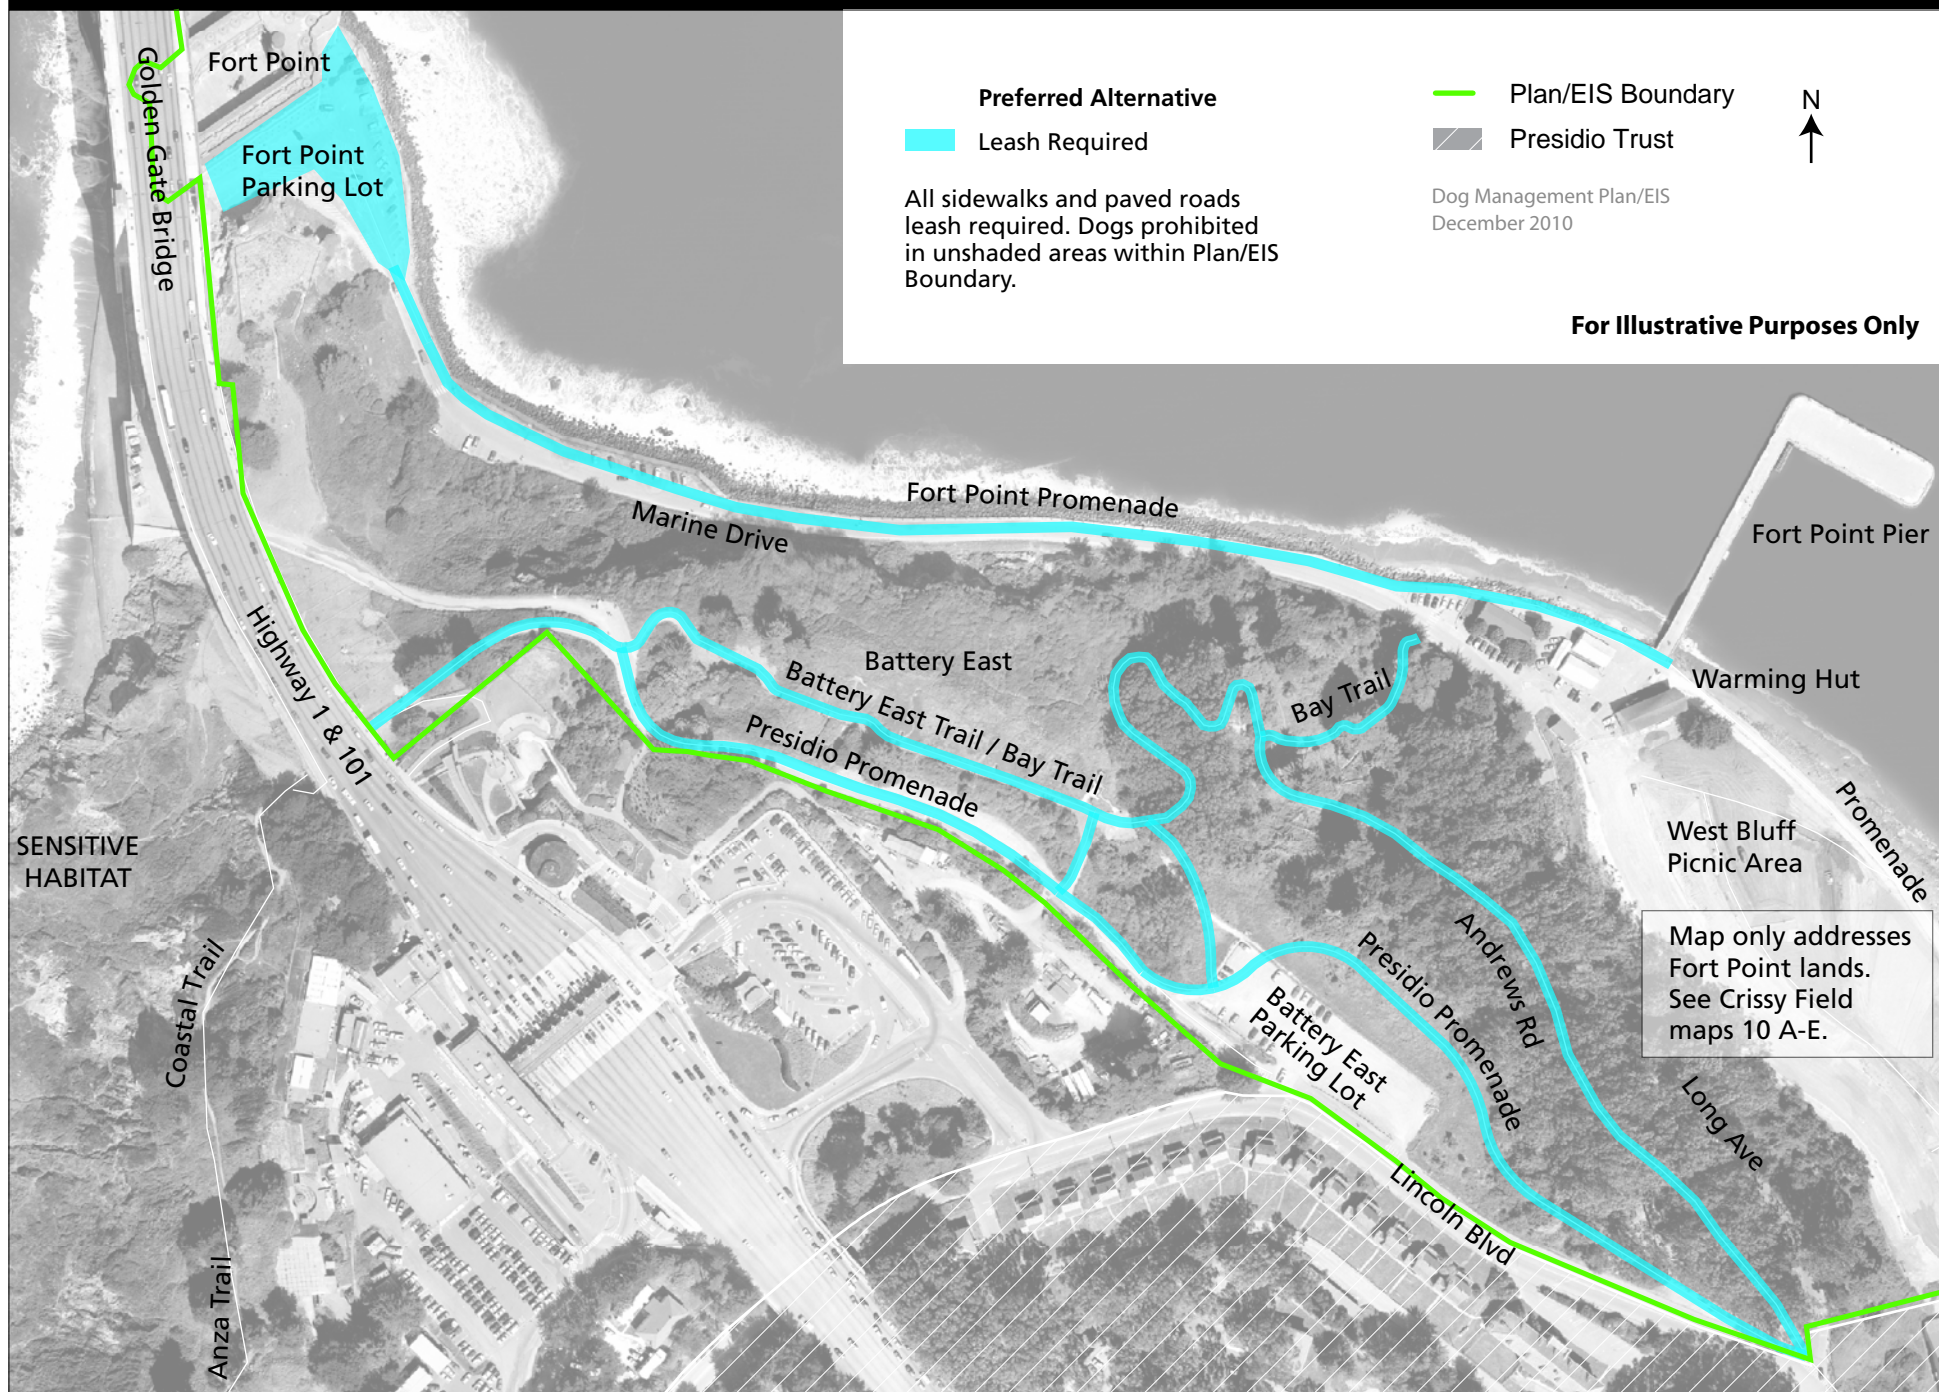 Preferred Alternative
Leash Required
All sidewalks and paved roads
leash required. Dogs prohibited
in unshaded areas within Plan/EIS
Boundary.
Plan/EIS Boundary
Presidio Trust
N
Dog Management Plan/EIS
December 2010
For Illustrative Purposes Only
Fort Point
Golden Gate Bridge
Fort Point
Parking Lot
Fort Point Promenade
Marine Drive
Fort Point Pier
Highway 1 & 101
Battery East
Battery East Trail / Bay Trail
Bay Trail
Warming Hut
Presidio Promenade
Promenade
West Bluff
Picnic Area
SENSITIVE
HABITAT
Map only addresses
Fort Point lands.
See Crissy Field
maps 10 A-E.
Coastal Trail
Andrews Rd
Presidio Promenade
Battery East
Parking Lot
Long Ave
Lincoln Blvd
Anza Trail